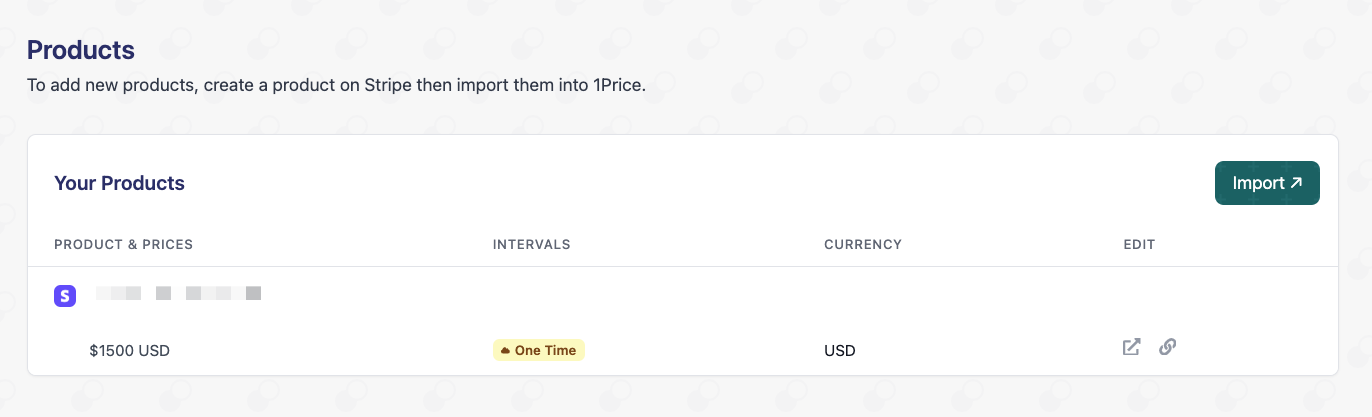 Products
To add new products, create a product on Stripe then import them into 1Price.
Your Products
Import
PRODUCT & PRICES INTERVALS CURRENCY EDIT
S
$1500 USD One Time USD